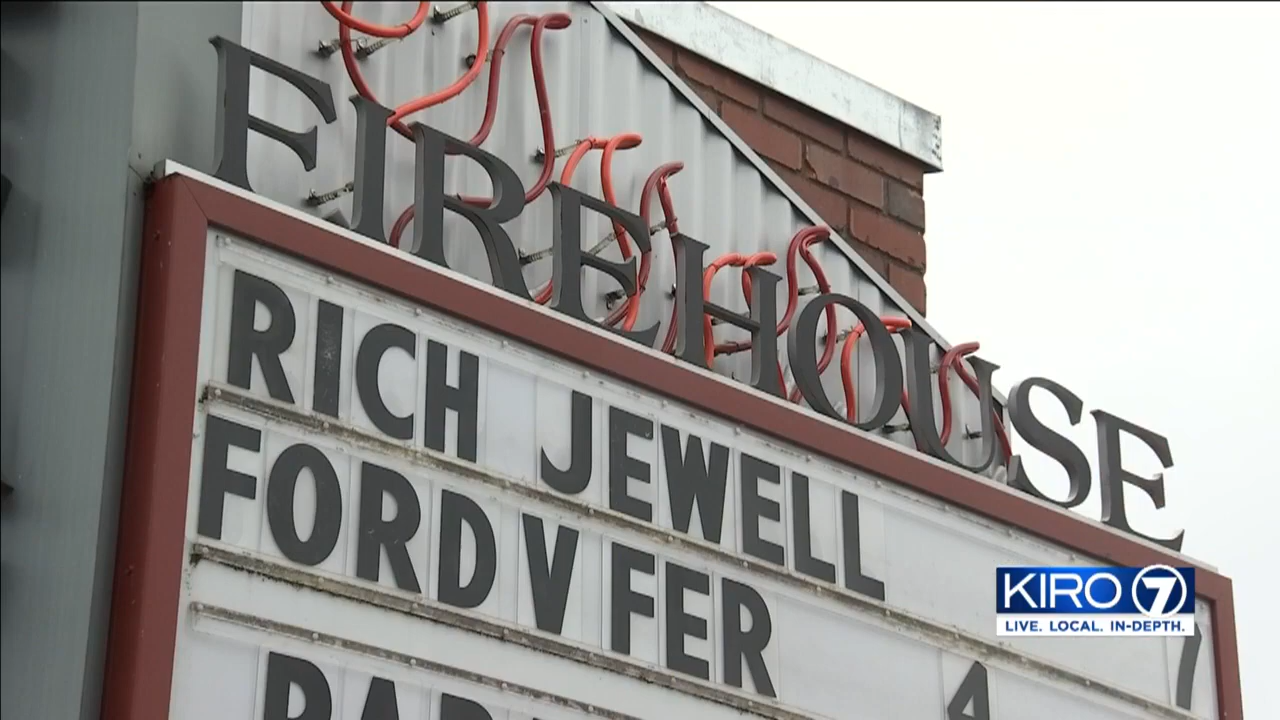 FIREHOUSE
RICH JEWELL 7
FORD V FER 4
KIRO 7
LIVE. LOCAL. IN-DEPTH.